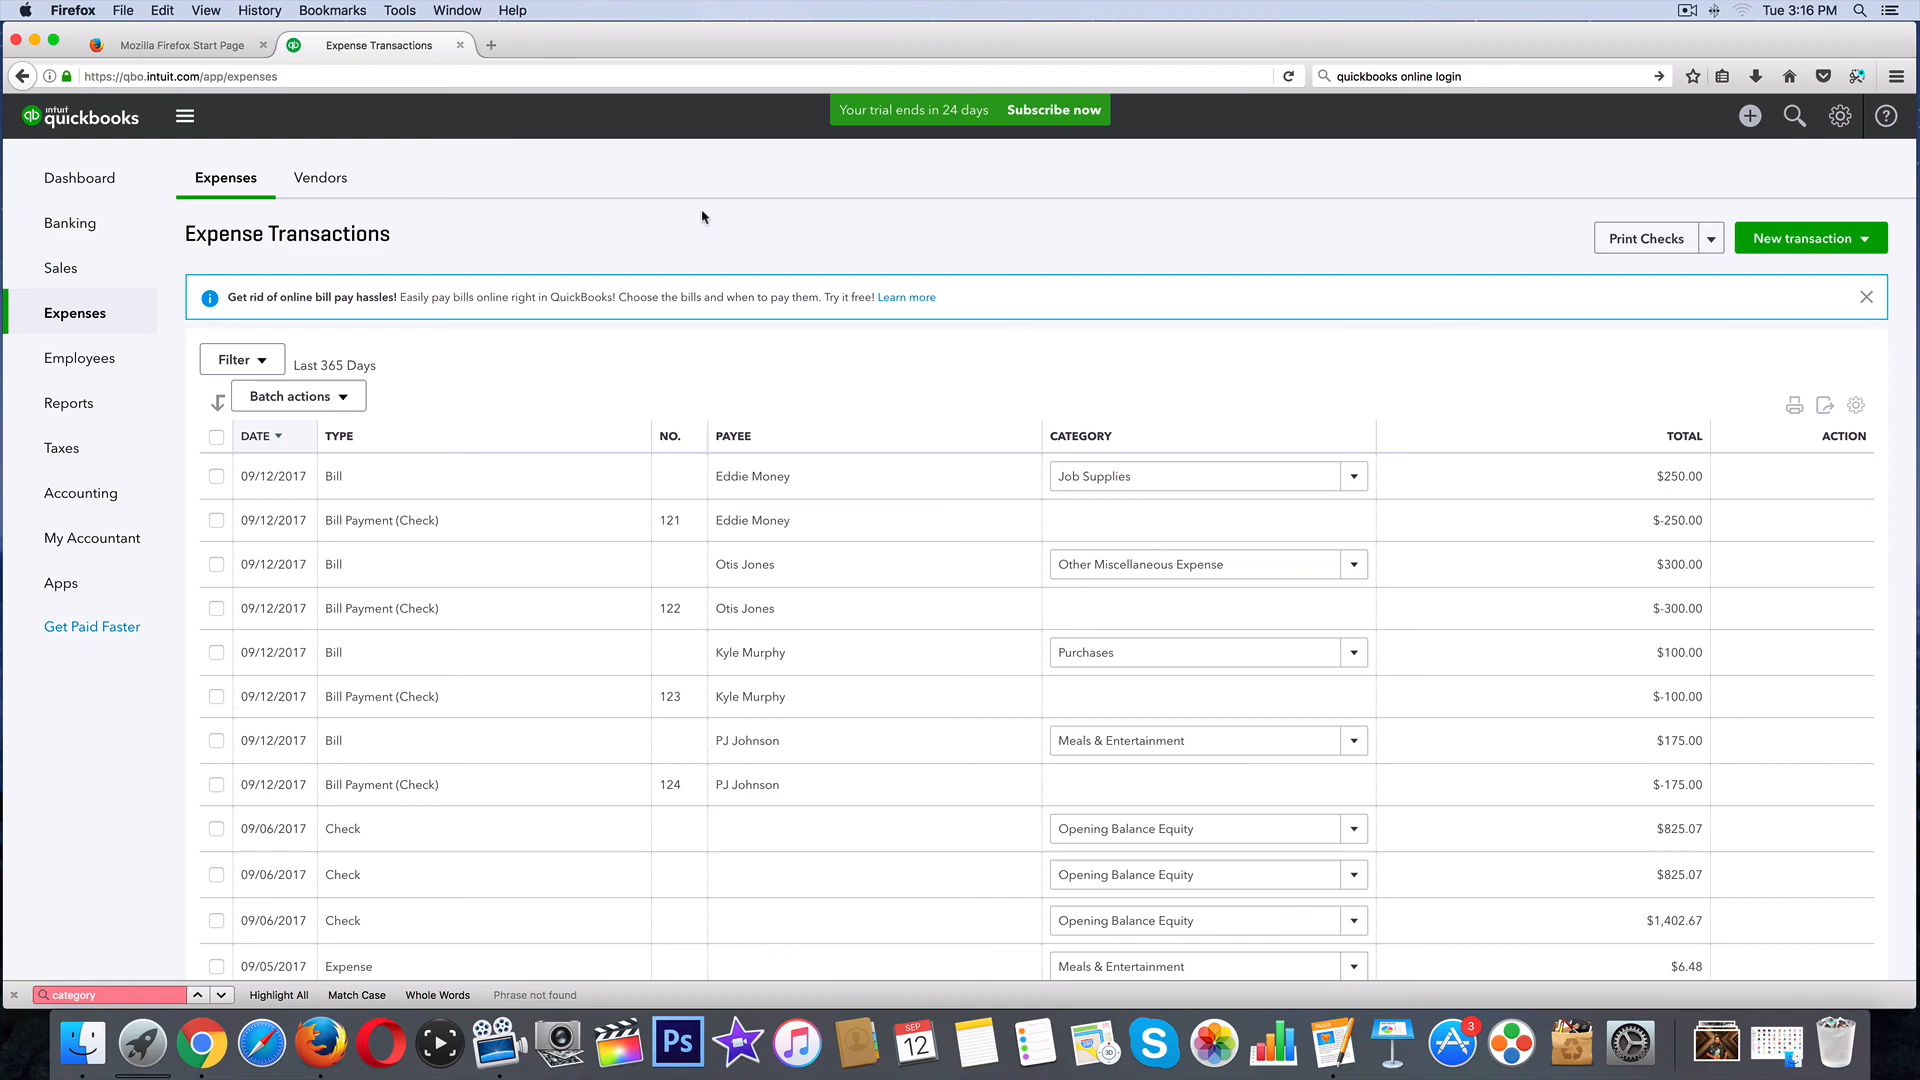 Firefox File Edit View History Bookmarks Tools Window Help Tue 3:16 PM
Mozilla Firefox Start Page Expense Transactions
https://qbo.intuit.com/app/expenses quickbooks online login
intuit quickbooks Your trial ends in 24 days Subscribe now
Dashboard Expenses Vendors
Banking
Expense Transactions Print Checks New transaction
Sales
Get rid of online bill pay hassles! Easily pay bills online right in QuickBooks! Choose the bills and when to pay them. Try it free! Learn more
Expenses
Employees Filter Last 365 Days
Reports Batch actions
DATE TYPE NO. PAYEE CATEGORY TOTAL ACTION
Taxes
09/12/2017 Bill Eddie Money Job Supplies $250.00
Accounting
09/12/2017 Bill Payment (Check) 121 Eddie Money $-250.00
My Accountant
09/12/2017 Bill Otis Jones Other Miscellaneous Expense $300.00
Apps
09/12/2017 Bill Payment (Check) 122 Otis Jones $-300.00
Get Paid Faster
09/12/2017 Bill Kyle Murphy Purchases $100.00
09/12/2017 Bill Payment (Check) 123 Kyle Murphy $-100.00
09/12/2017 Bill PJ Johnson Meals & Entertainment $175.00
09/12/2017 Bill Payment (Check) 124 PJ Johnson $-175.00
09/06/2017 Check Opening Balance Equity $825.07
09/06/2017 Check Opening Balance Equity $825.07
09/06/2017 Check Opening Balance Equity $1,402.67
09/05/2017 Expense Meals & Entertainment $6.48
category Highlight All Match Case Whole Words Phrase not found
Ps SEP 12 3